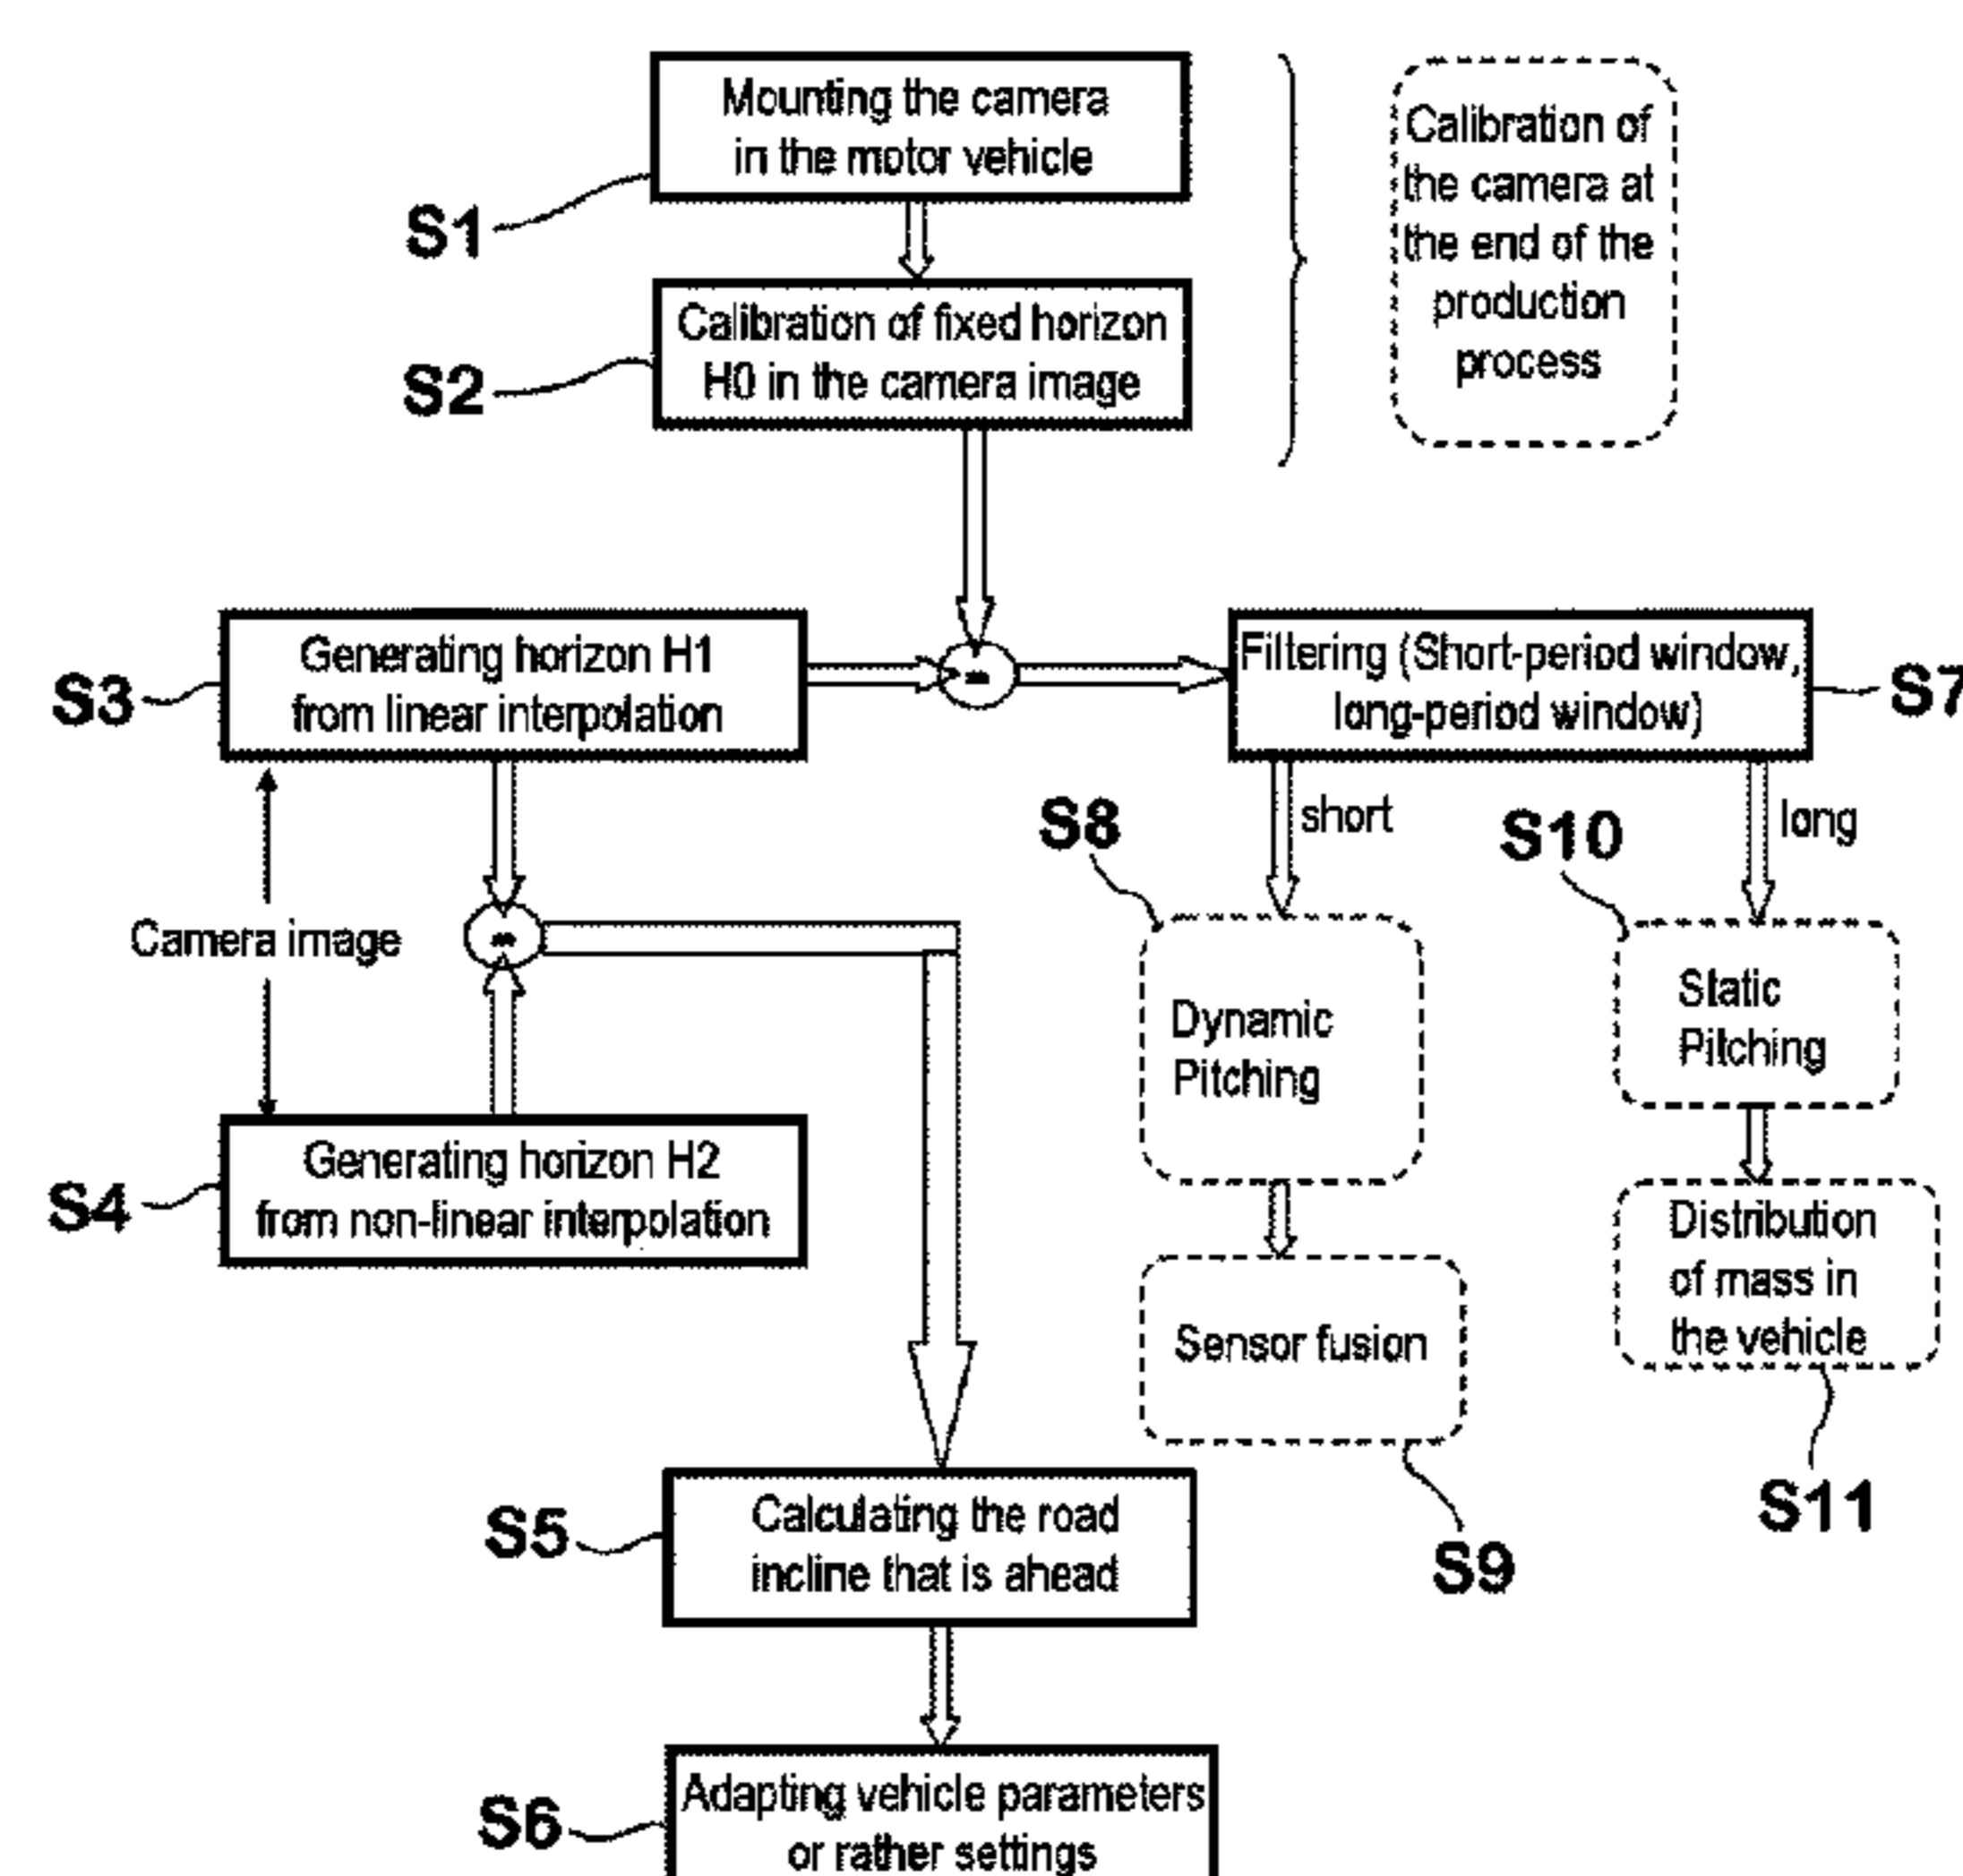 Mounting the camera
in the motor vehicle
S1
Calibration of
the camera at
the end of the
production
process
Calibration of fixed horizon
H0 in the camera image
S2
Generating horizon H1
from linear interpolation
S3
-
Filtering (Short-period window,
long-period window)
S7
short
long
S8
S10
Camera image
-
Dynamic
Pitching
Static
Pitching
Generating horizon H2
from non-linear interpolation
S4
Distribution
of mass in
the vehicle
Sensor fusion
S11
S9
Calculating the road
incline that is ahead
S5
Adapting vehicle parameters
or rather settings
S6